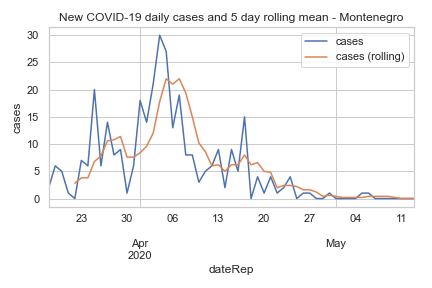 New COVID-19 daily cases and 5 day rolling mean - Montenegro
cases
cases (rolling)
30
25
20
15
10
5
0
cases
23 30 06 13 20 27 04 11
Apr May
2020
dateRep